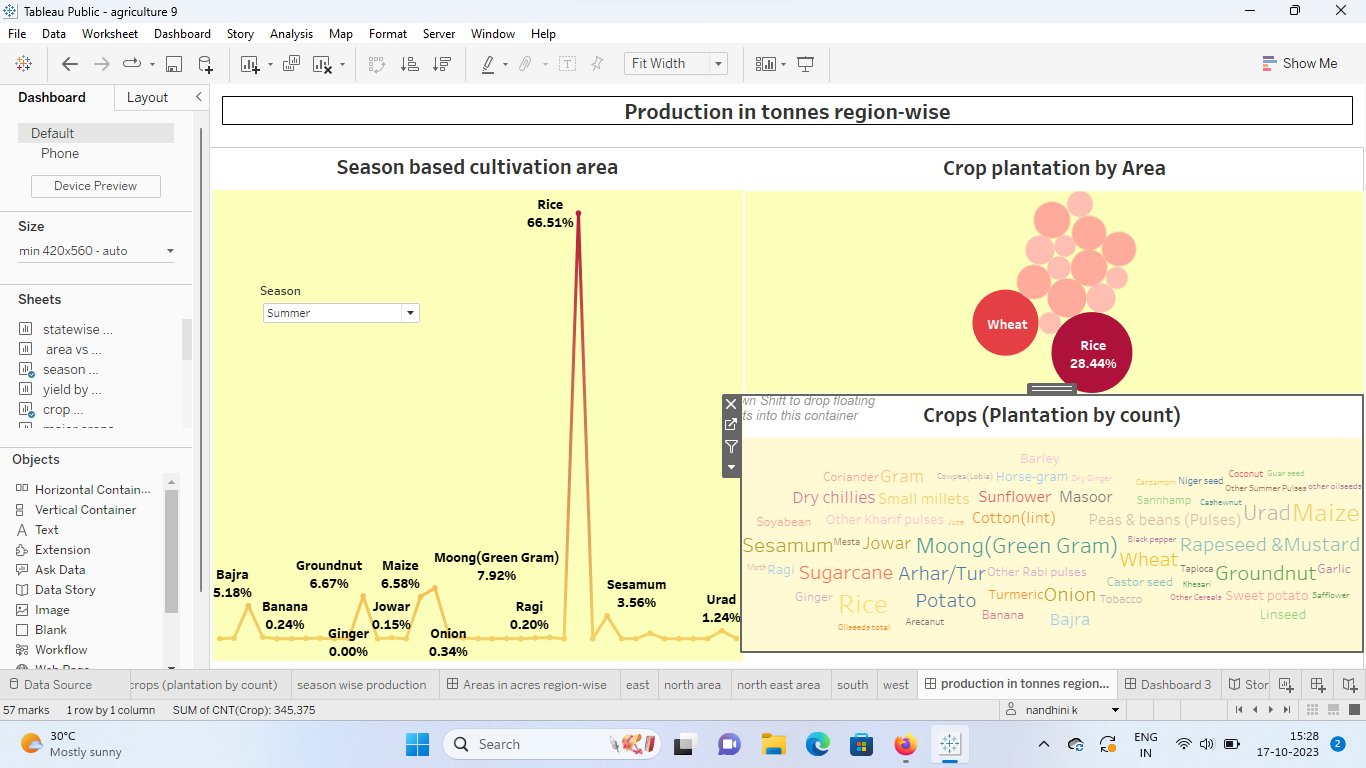 Tableau Public - agriculture 9
File Data Worksheet Dashboard Story Analysis Map Format Server Window Help
Fit Width
Show Me
Dashboard Layout
Default
Phone
Device Preview
Size
min 420x560 - auto
Sheets
statewise ...
area vs ...
season ...
yield by ...
crop ...
Objects
Horizontal Contain...
Vertical Container
Text
Extension
Ask Data
Data Story
Image
Blank
Workflow
Production in tonnes region-wise
Season based cultivation area
Rice
66.51%
Season
Summer
Bajra
5.18%
Banana
0.24%
Groundnut
6.67%
Ginger
0.00%
Maize
6.58%
Jowar
0.15%
Moong(Green Gram)
7.92%
Onion
0.34%
Ragi
0.20%
Sesamum
3.56%
Urad
1.24%
Crop plantation by Area
Wheat
Rice
28.44%
wn Shift to drop floating
ts into this container
Crops (Plantation by count)
Barley
Coriander Gram Cowpea(Lobia) Horse-gram Dry Ginger Cardamom Niger seed Coconut Guar seed
Other Summer Pulses other oilseeds
Dry chillies Small millets Sunflower Masoor Sannhamp Cashewnut
Soyabean Other Kharif pulses Jute Cotton(lint) Peas & beans (Pulses) Urad Maize
Sesamum Mesta Jowar Moong(Green Gram) Black pepper Rapeseed &Mustard
Wheat
Moth Ragi Sugarcane Arhar/Tur Other Rabi pulses Tapioca Groundnut Garlic
Castor seed Khesari
Ginger Rice Potato Turmeric Onion Tobacco Other Cereals Sweet potato Safflower
Oilseeds total Arecanut Banana Bajra Linseed
Data Source crops (plantation by count) season wise production Areas in acres region-wise east north area north east area south west production in tonnes region... Dashboard 3 Stor
57 marks 1 row by 1 column SUM of CNT(Crop): 345,375 nandhini k
30°C
Mostly sunny
Search
ENG
IN
15:28
17-10-2023
2